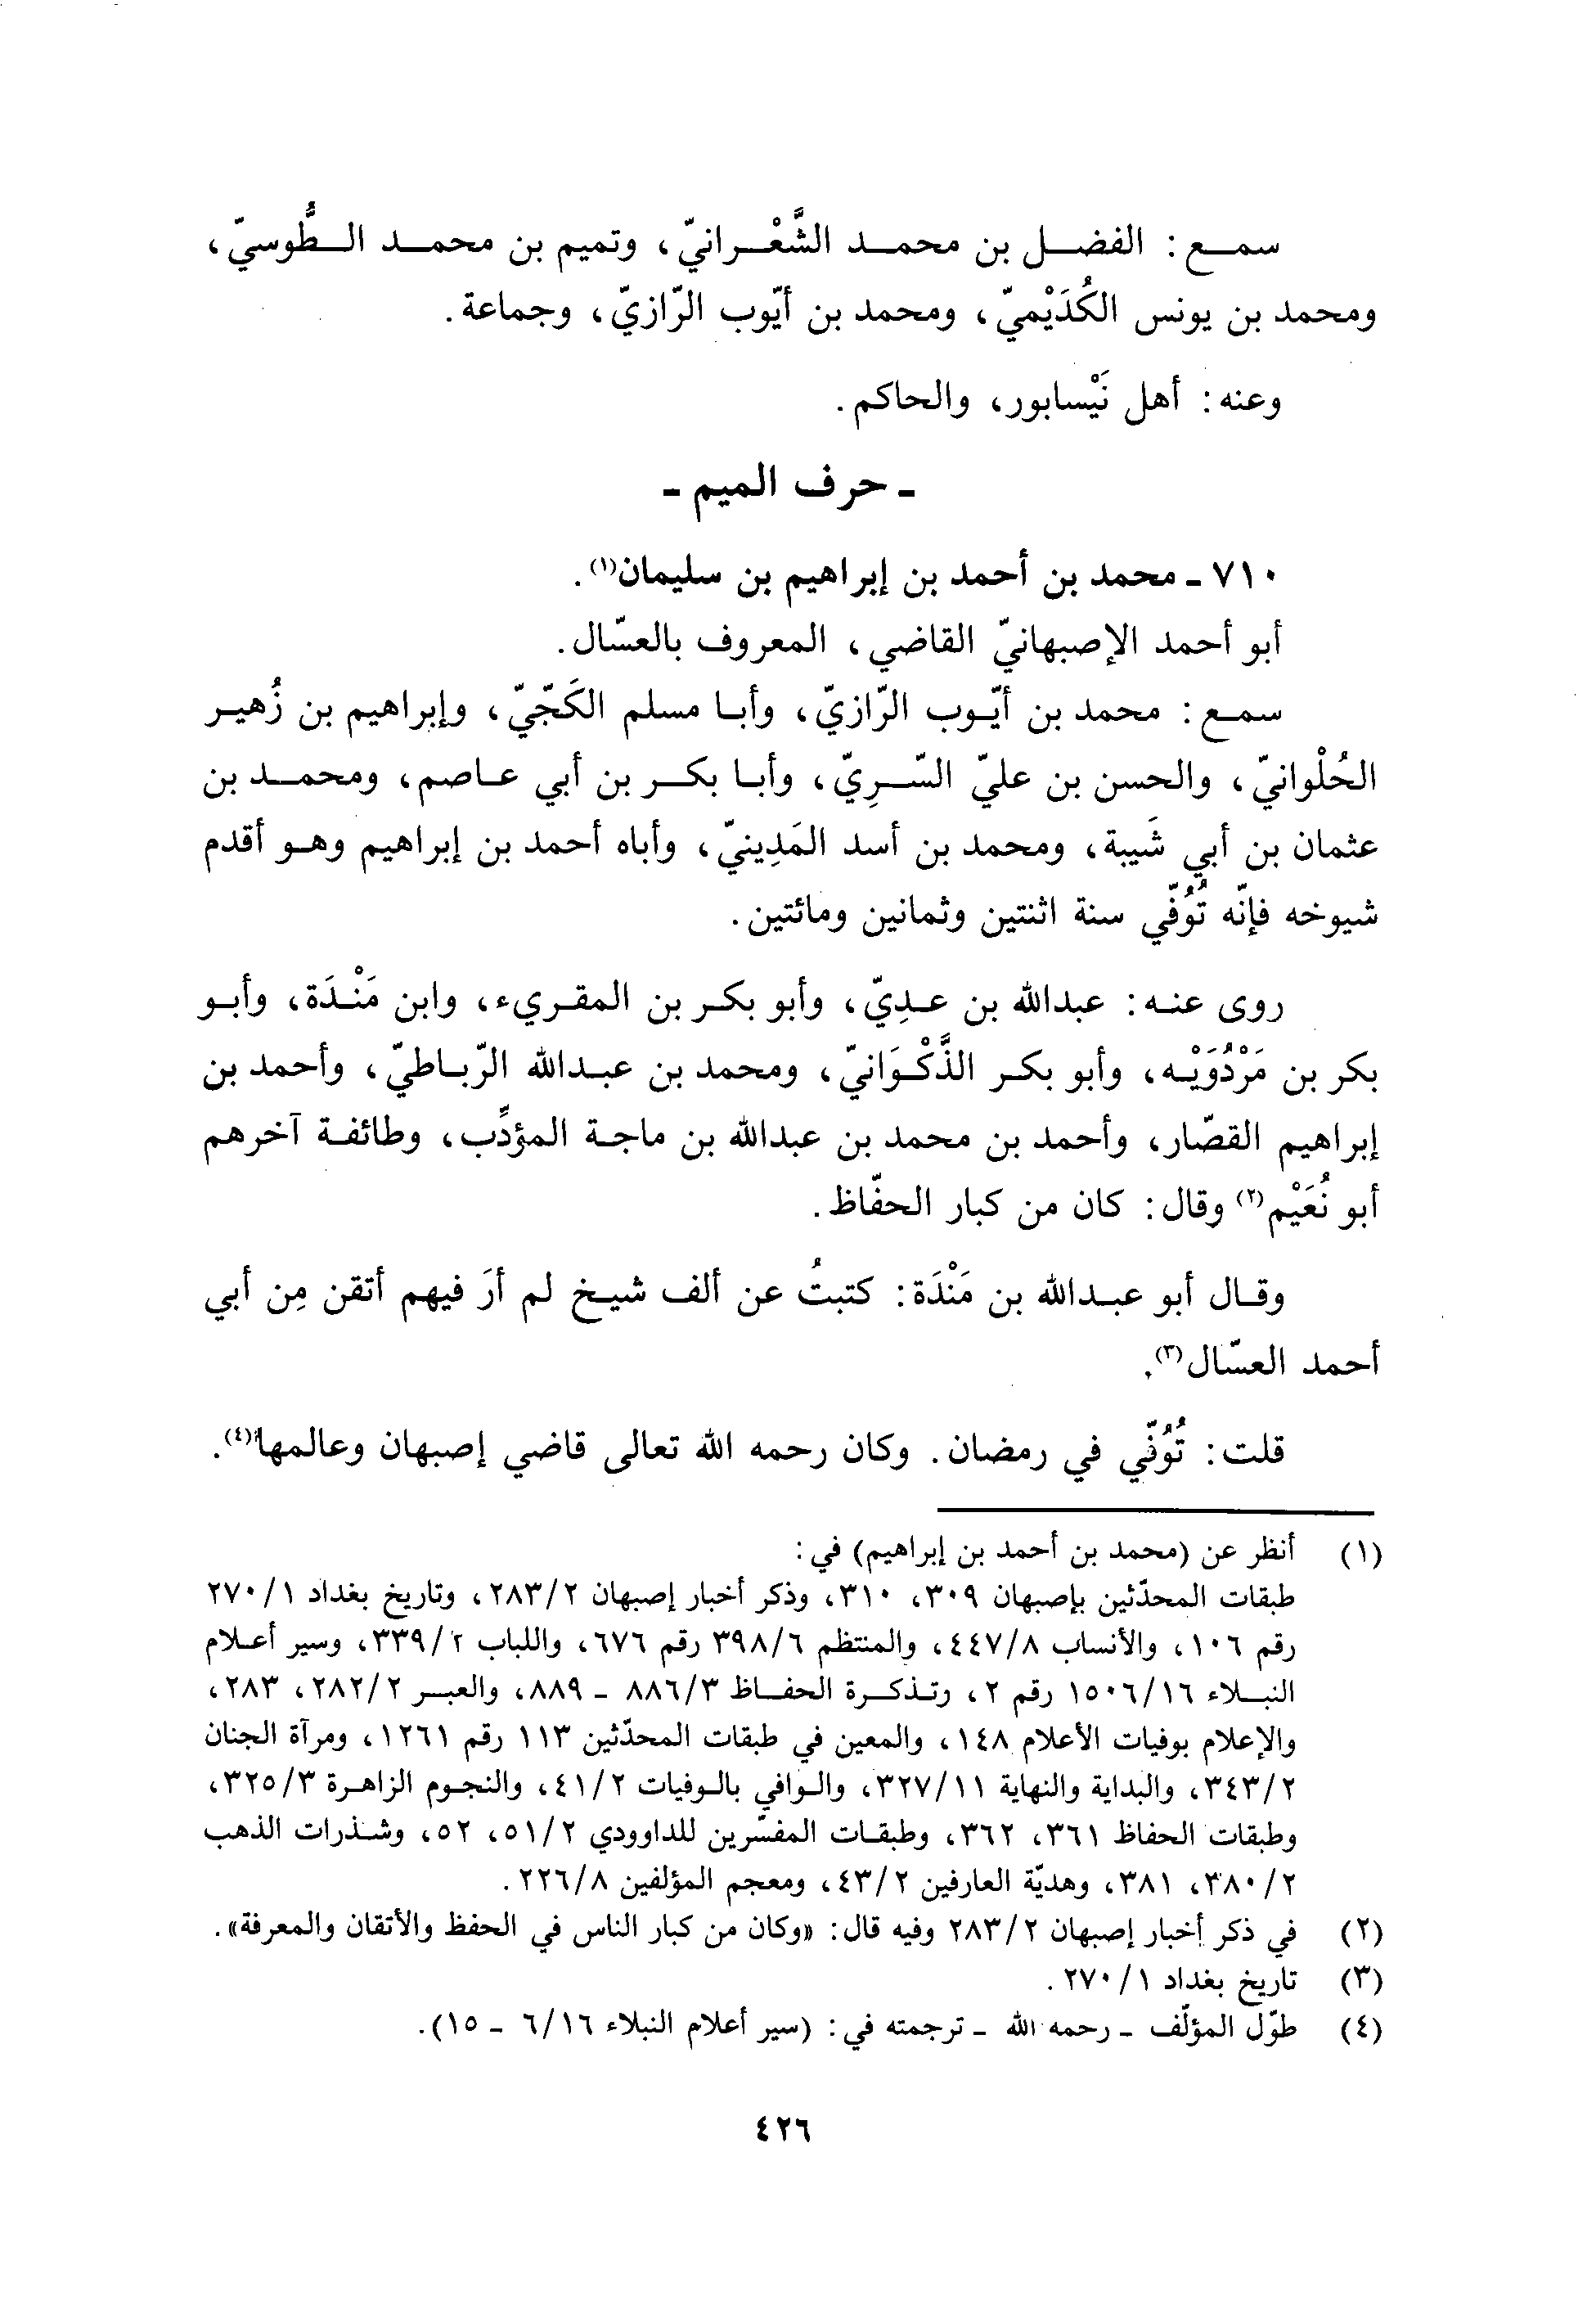 سمع: الفضل بن محمد الشَّعْرانيّ، وتميم بن محمد الطُّوسيّ،
ومحمد بن يونس الكُدَيْميّ، ومحمد بن أيّوب الرّازيّ، وجماعة.
وعنه: أهل نَيْسابور، والحاكم.
- حرف الميم -
٧١٠ - محمد بن أحمد بن إبراهيم بن سليمان(١).
أبو أحمد الإصبهانيّ القاضي، المعروف بالعسّال.
سمع: محمد بن أيّوب الرّازيّ، وأبا مسلم الكَجّيّ، وإبراهيم بن زُهير
الحُلْوانيّ، والحسن بن عليّ السّرِيّ، وأبا بكر بن أبي عاصم، ومحمد بن
عثمان بن أبي شَيبة، ومحمد بن أسد المَدِينيّ، وأباه أحمد بن إبراهيم وهو أقدم
شيوخه فإنّه تُوُفّي سنة اثنتين وثمانين ومائتين.
روى عنه: عبدالله بن عدِيّ، وأبو بكر بن المقريء، وابن مَنْدَة، وأبو
بكر بن مَرْدُوَيْه، وأبو بكر الذَّكْوَانيّ، ومحمد بن عبدالله الرّباطيّ، وأحمد بن
إبراهيم القصّار، وأحمد بن محمد بن عبدالله بن ماجة المؤدِّب، وطائفة آخرهم
أبو نُعَيْم(٢) وقال: كان من كبار الحفّاظ.
وقال أبو عبدالله بن مَنْدَة: كتبتُ عن ألف شيخ لم أرَ فيهم أتقن مِن أبي
أحمد العسّال(٣).
قلت: تُوُفّي في رمضان. وكان رحمه الله تعالى قاضي إصبهان وعالمها(٤).
(١) أنظر عن (محمد بن أحمد بن إبراهيم) في:
طبقات المحدّثين بإصبهان ٣٠٩، ٣١٠، وذكر أخبار إصبهان ٢/٢٨٣، وتاريخ بغداد ١/٢٧٠
رقم ١٠٦، والأنساب ٨/٤٤٧، والمنتظم ٦/٣٩٨ رقم ٦٧٦، واللباب ٢/٣٣٩، وسير أعلام
النبلاء ١٦/١٥٠٦ رقم ٢، وتذكرة الحفاظ ٣/٨٨٦ - ٨٨٩، والعبر ٢/٢٨٢، ٢٨٣،
والإعلام بوفيات الأعلام ١٤٨، والمعين في طبقات المحدّثين ١١٣ رقم ١٢٦١، ومرآة الجنان
٢/٣٤٣، والبداية والنهاية ١١/٣٢٧، والوافي بالوفيات ٢/٤١، والنجوم الزاهرة ٣/٣٢٥،
وطبقات الحفاظ ٣٦١، ٣٦٢، وطبقات المفسّرين للداوودي ٢/٥١، ٥٢، وشذرات الذهب
٢/٣٨٠، ٣٨١، وهديّة العارفين ٢/٤٣، ومعجم المؤلفين ٨/٢٢٦.
(٢) في ذكر أخبار إصبهان ٢/٢٨٣ وفيه قال: «وكان من كبار الناس في الحفظ والأتقان والمعرفة».
(٣) تاريخ بغداد ١/٢٧٠.
(٤) طوّل المؤلّف - رحمه الله - ترجمته في: (سير أعلام النبلاء ١٦/٦ - ١٥).
٤٢٦